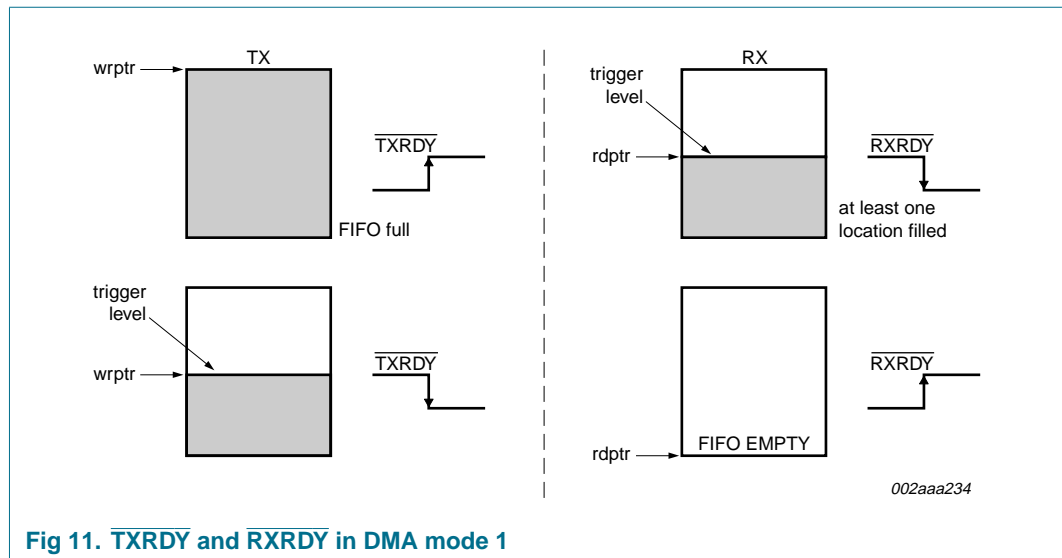 TX
wrptr
TXRDY
FIFO full
trigger
level
wrptr
TXRDY
RX
trigger
level
rdptr
RXRDY
at least one
location filled
RXRDY
FIFO EMPTY
rdptr
002aaa234
Fig 11. TXRDY and RXRDY in DMA mode 1